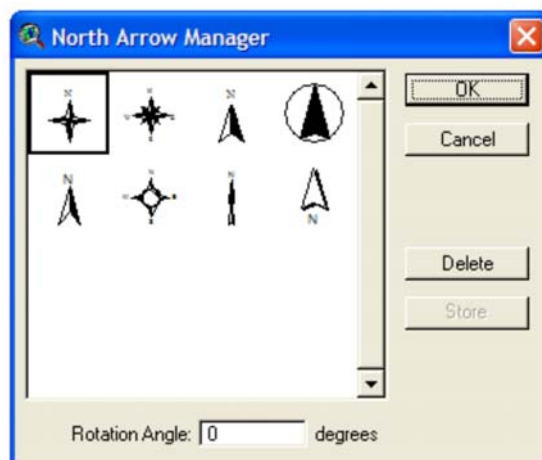 North Arrow Manager
OK
Cancel
N
N
N
N
Delete
Store
Rotation Angle: 0 degrees